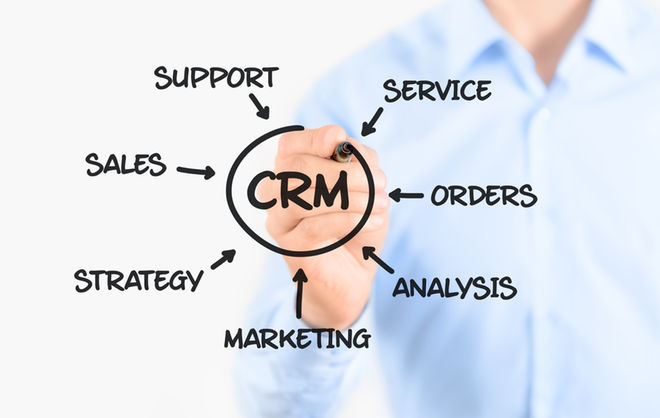 SUPPORT
SERVICE
SALES
CRM
ORDERS
STRATEGY
ANALYSIS
MARKETING